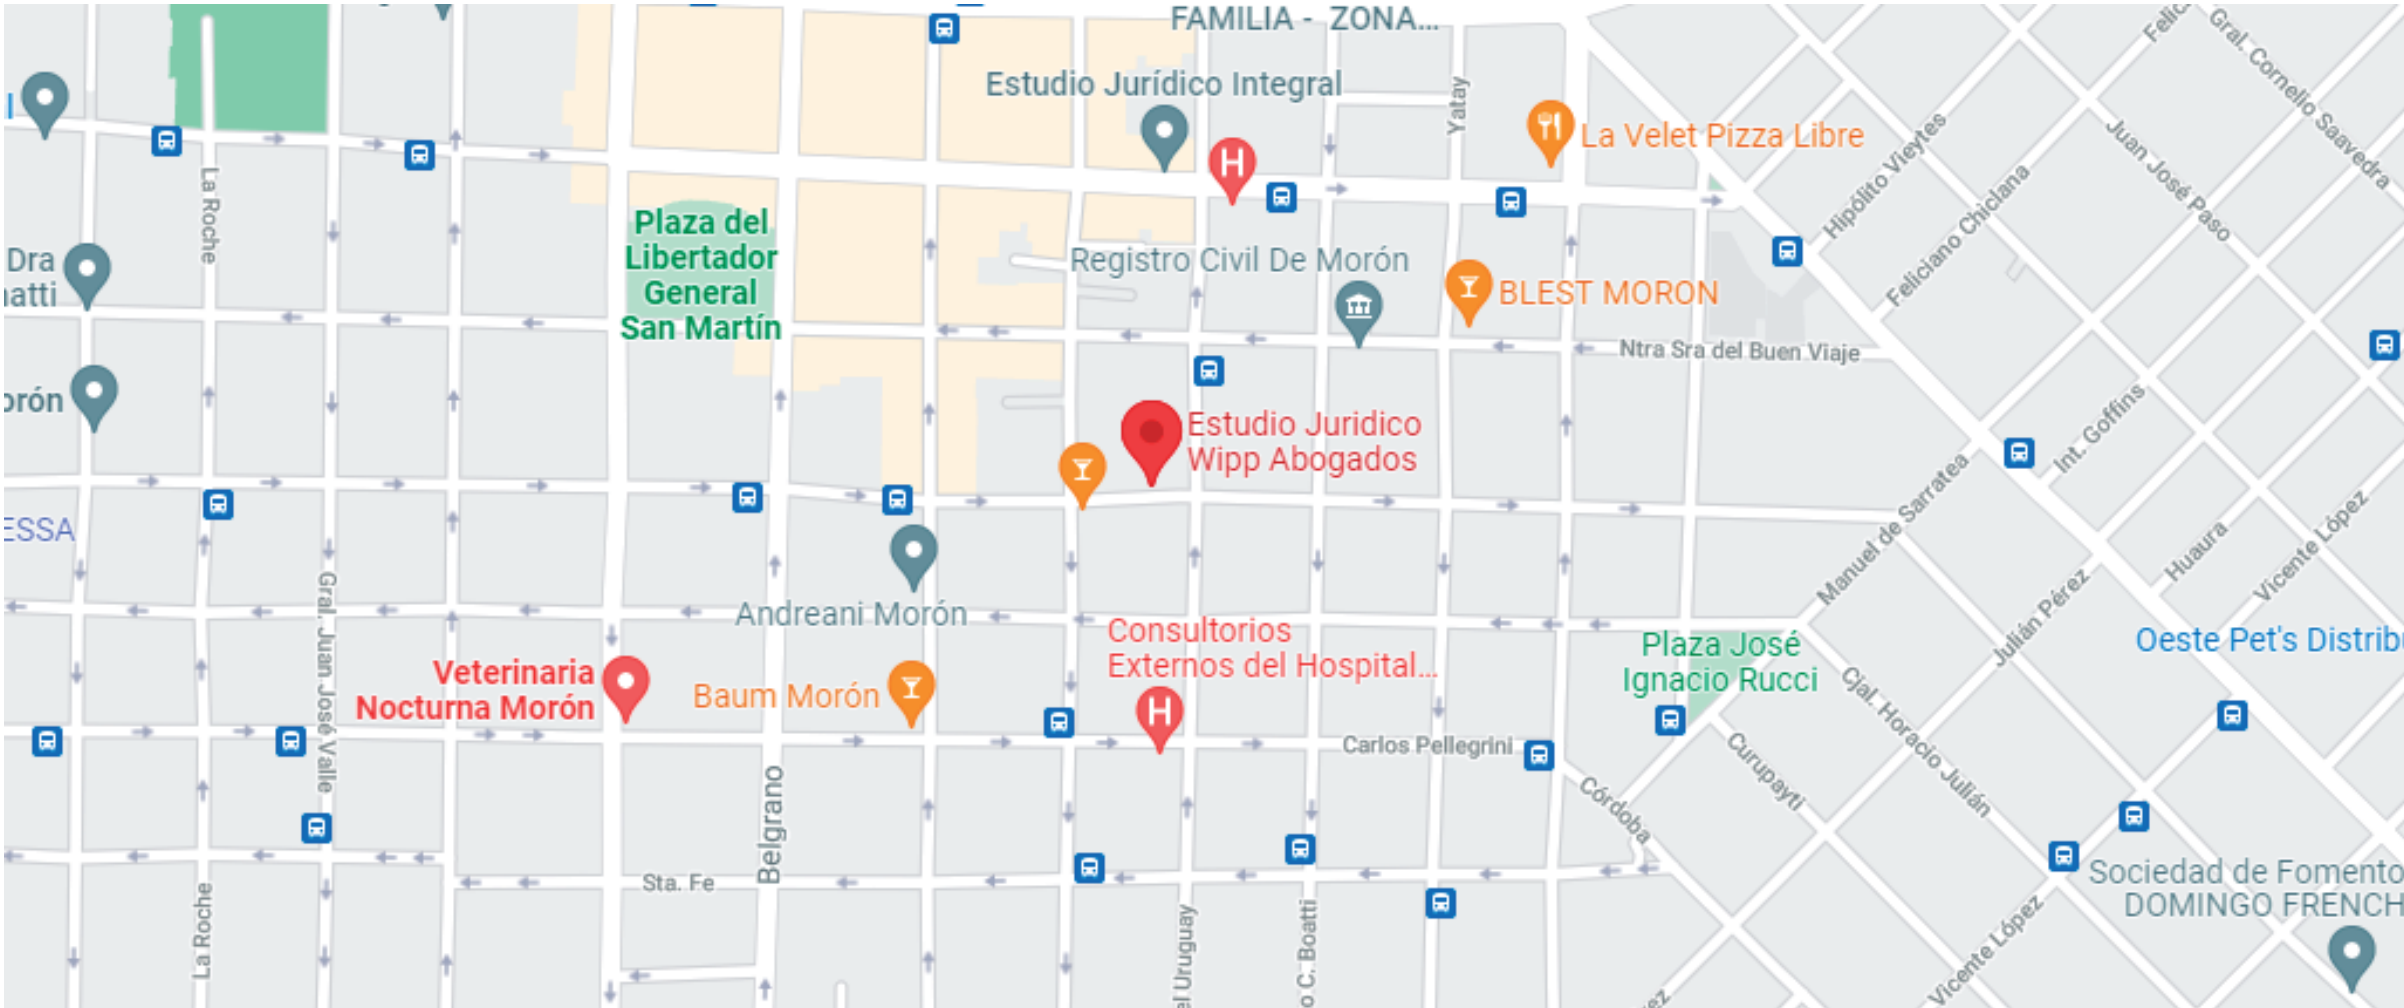 FAMILIA - ZONA...
Felic
Gral. Cornelio Saavedra
Estudio Jurídico Integral
Yatay
La Velet Pizza Libre
Hipólito Vieytes
Juan José Paso
La Roche
Feliciano Chiclana
Plaza del
Libertador
General
San Martín
Dra
atti
Registro Civil De Morón
BLEST MORON
Ntra Sra del Buen Viaje
orón
Estudio Juridico
Wipp Abogados
Int. Goffins
Manuel de Sarratea
ESSA
Huaura
Vicente López
Andreani Morón
Gral. Juan José Valle
Julián Pérez
Consultorios
Externos del Hospital...
Plaza José
Ignacio Rucci
Oeste Pet's Distrib
Veterinaria
Nocturna Morón
Baum Morón
Cjal. Horacio Julián
Carlos Pellegrini
Curupayti
Córdoba
Belgrano
Sta. Fe
La Roche
el Uruguay
o C. Boatti
Sociedad de Fomento
DOMINGO FRENCH
Vicente López
ez